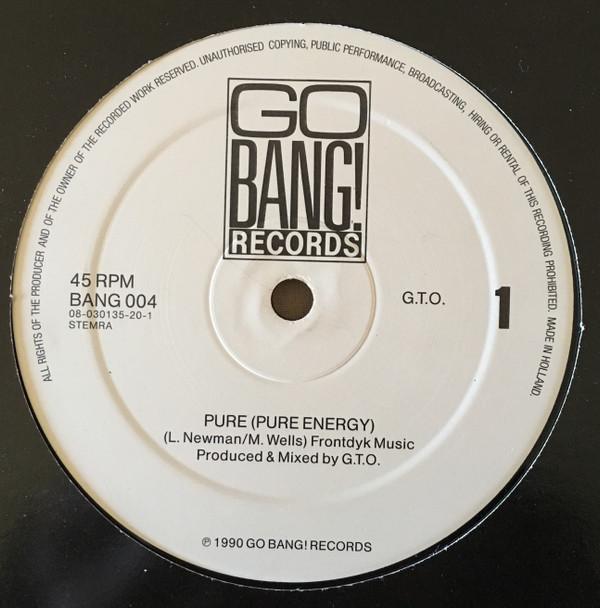 ALL RIGHTS OF THE PRODUCER AND OF THE OWNER OF THE RECORDED WORK RESERVED. UNAUTHORISED COPYING, PUBLIC PERFORMANCE, BROADCASTING, HIRING OR RENTAL OF THIS RECORDING PROHIBITED. MADE IN HOLLAND.
GO
BANG!
RECORDS
45 RPM
BANG 004
08-030135-20-1
STEMRA
G.T.O.
1
PURE (PURE ENERGY)
(L. Newman/M. Wells) Frontdyk Music
Produced & Mixed by G.T.O.
℗ 1990 GO BANG! RECORDS